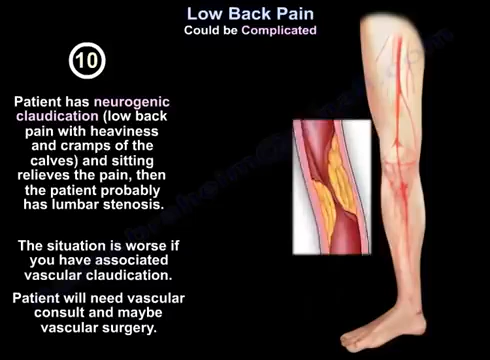 Low Back Pain
Could be Complicated
10
Patient has neurogenic
claudication (low back
pain with heaviness
and cramps of the
calves) and sitting
relieves the pain, then
the patient probably
has lumbar stenosis.
The situation is worse if
you have associated
vascular claudication.
Patient will need vascular
consult and maybe
vascular surgery.